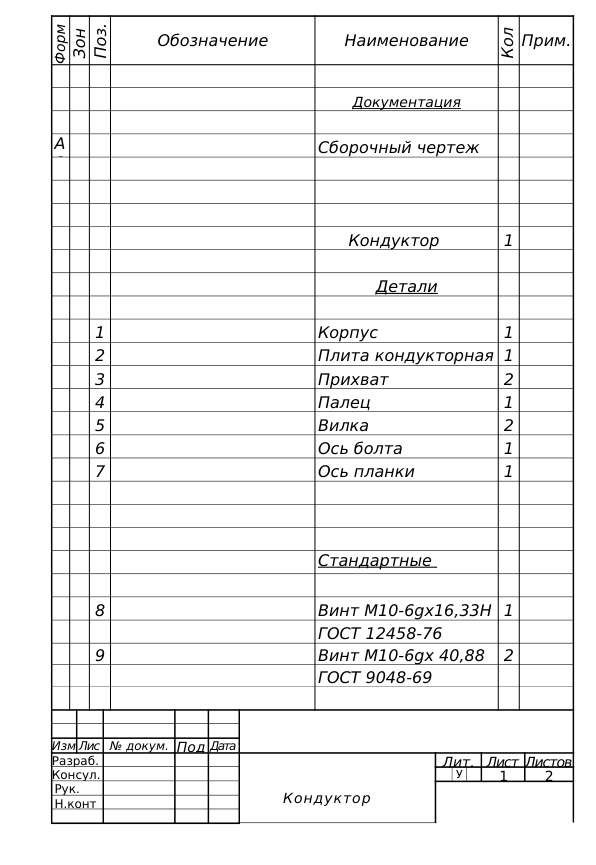 Форм Зон Поз. Обозначение Наименование Кол Прим.
Документация
А Сборочный чертеж
Кондуктор 1
Детали
1 Корпус 1
2 Плита кондукторная 1
3 Прихват 2
4 Палец 1
5 Вилка 2
6 Ось болта 1
7 Ось планки 1
Стандартные
8 Винт М10-6gх16,33Н 1
ГОСТ 12458-76
9 Винт М10-6gх 40,88 2
ГОСТ 9048-69
Изм Лис № докум. Под Дата
Разраб. Лит. Лист Листов
Консул. У 1 2
Рук.
Кондуктор
Н.конт